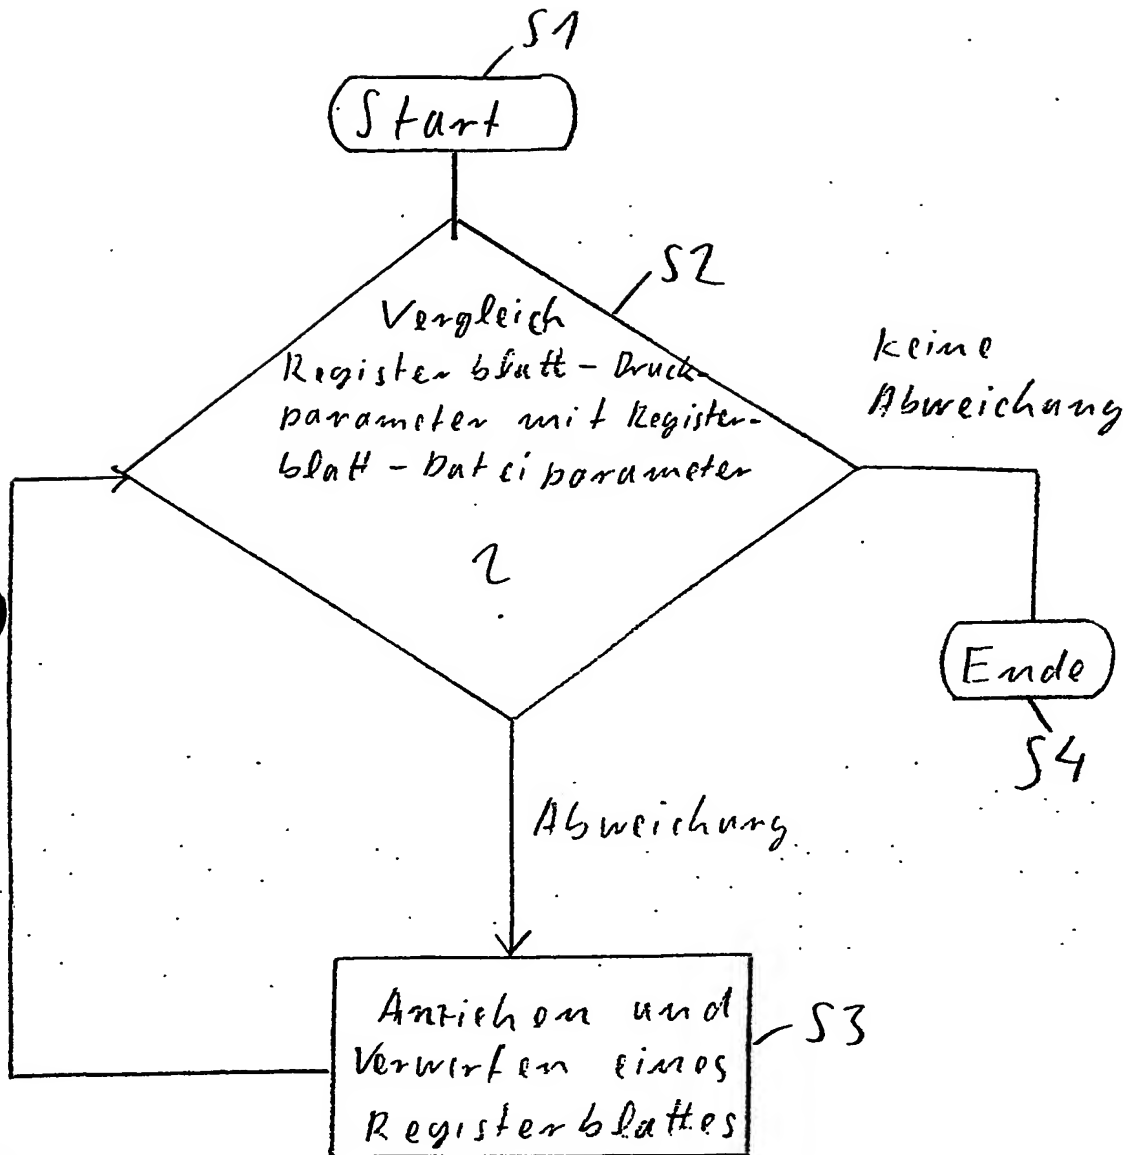 S1
Start
S2
Vergleich
Registerblatt-Druck-
parameter mit Register-
blatt-Dateiparameter
?
keine
Abweichung
Ende
S4
Abweichung
Anziehen und
Verwerfen eines
Registerblattes
S3